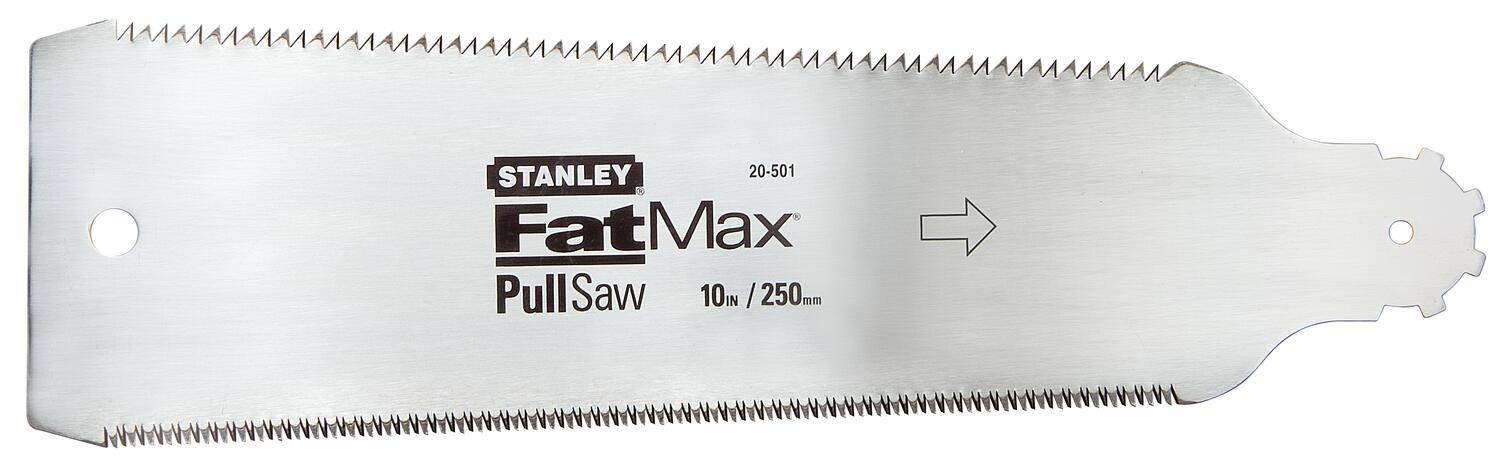 STANLEY®
20-501
FatMax®
PullSaw 10IN / 250mm